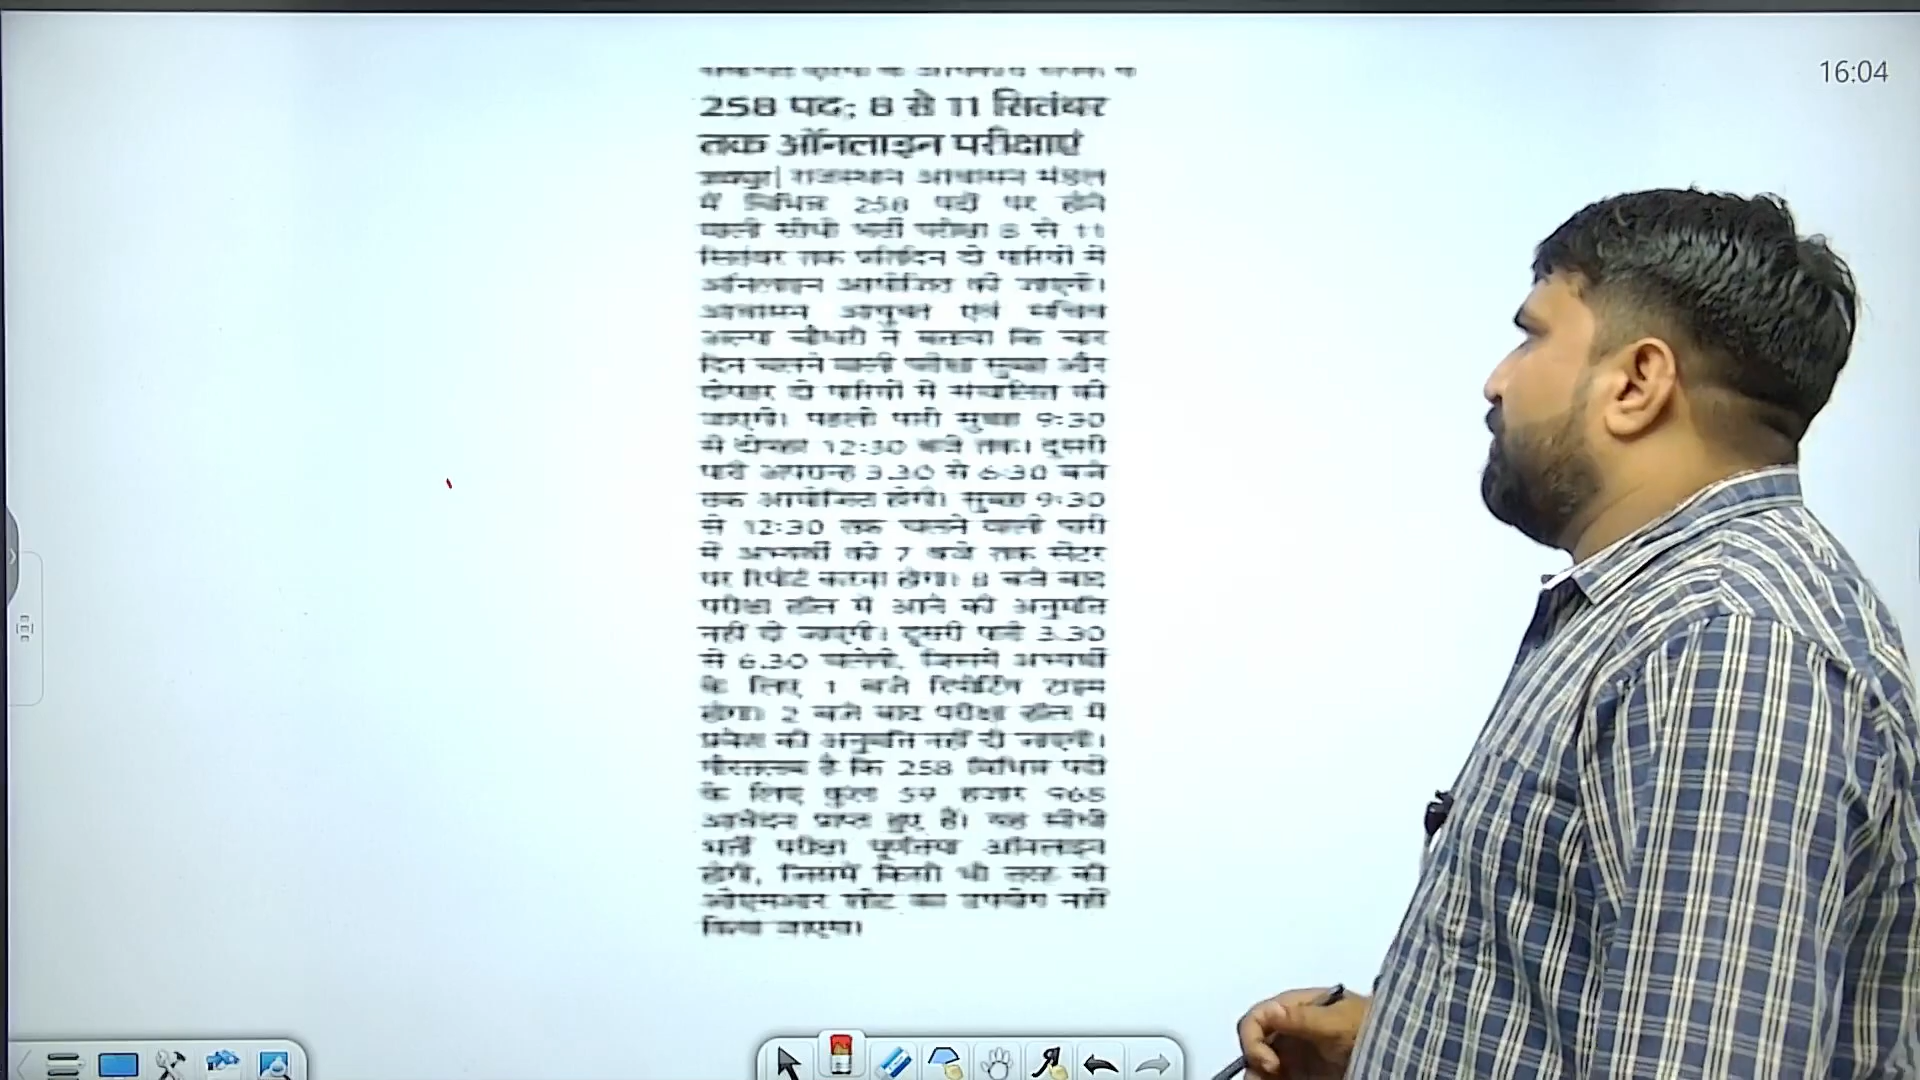 16:04
258 पद; 8 से 11 सितंबर
तक ऑनलाइन परीक्षाएं
जयपुर| राजस्थान आवासन मंडल
में विभिन्न 258 पदों पर होने
वाली सीधी भर्ती परीक्षा 8 से 11
सितंबर तक प्रतिदिन दो पारियों में
ऑनलाइन आयोजित की जाएगी।
आवासन आयुक्त एवं सचिव
अल्पा चौधरी ने बताया कि चार
दिन चलने वाली परीक्षा सुबह और
दोपहर दो पारियों में संचालित की
जाएगी। पहली पारी सुबह 9:30
से दोपहर 12:30 बजे तक। दूसरी
पारी अपरान्ह 3.30 से 6:30 बजे
तक आयोजित होगी। सुबह 9:30
से 12:30 तक चलने वाली पारी
में अभ्यर्थी को 7 बजे तक सेंटर
पर रिपोर्ट करना होगा। 8 बजे बाद
परीक्षा हॉल में आने की अनुमति
नहीं दी जाएगी। दूसरी पारी 3.30
से 6.30 चलेगी, जिसमें अभ्यर्थी
के लिए 1 बजे रिपोर्टिंग टाइम
होगा। 2 बजे बाद परीक्षा हॉल में
प्रवेश की अनुमति नहीं दी जाएगी।
गौरतलब है कि 258 विभिन्न पदों
के लिए कुल 59 हजार 968
आवेदन प्राप्त हुए हैं। यह सीधी
भर्ती परीक्षा पूर्णतया ऑनलाइन
होगी, जिसमें किसी भी तरह की
ओएमआर शीट का उपयोग नहीं
किया जाएगा।